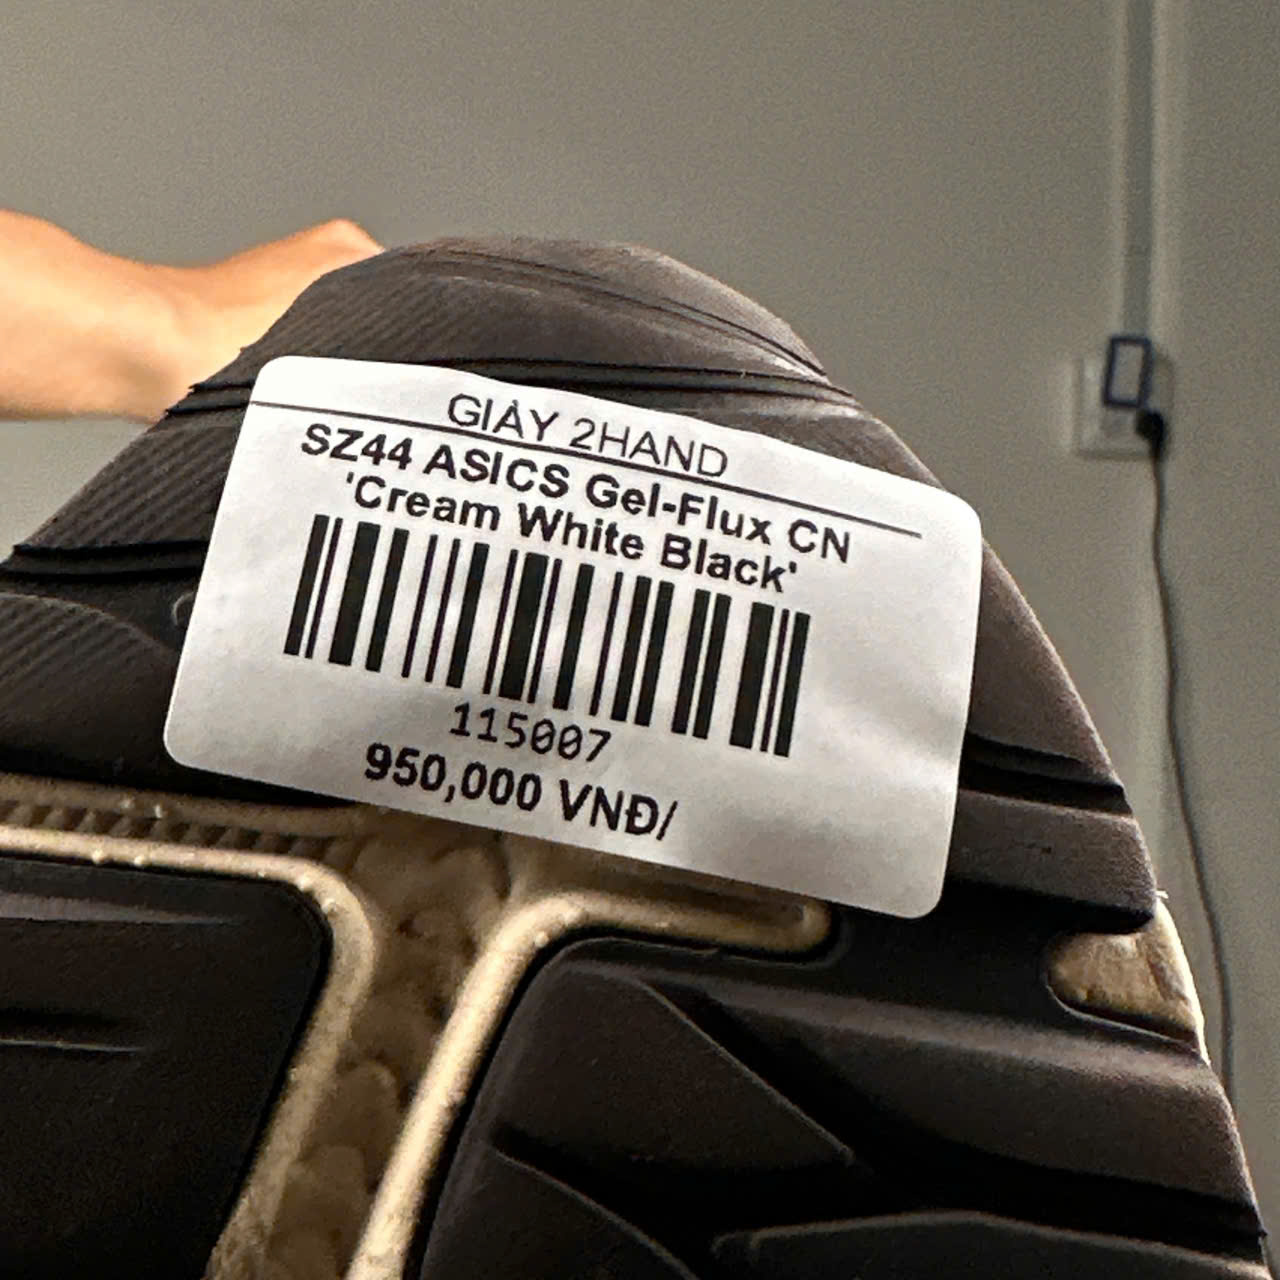 GIÀY 2HAND
SZ44 ASICS Gel-Flux CN
'Cream White Black'
115007
950,000 VNĐ/